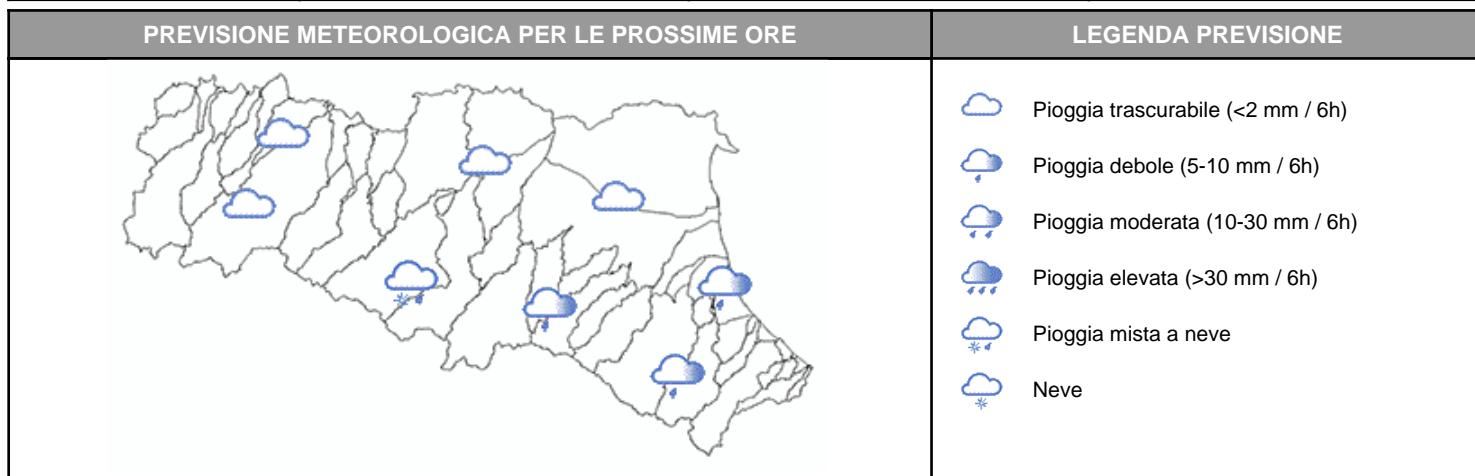 PREVISIONE METEOROLOGICA PER LE PROSSIME ORE
LEGENDA PREVISIONE
Pioggia trascurabile (<2 mm / 6h)
Pioggia debole (5-10 mm / 6h)
Pioggia moderata (10-30 mm / 6h)
Pioggia elevata (>30 mm / 6h)
Pioggia mista a neve
Neve